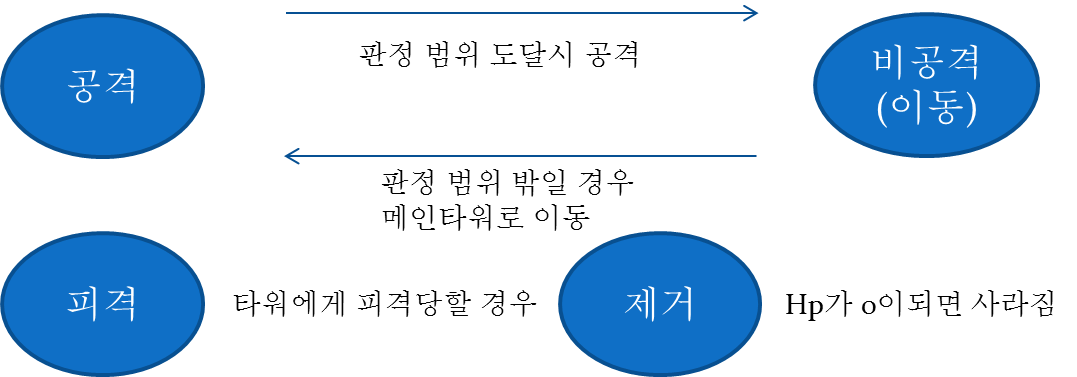 판정 범위 도달시 공격
공격
비공격
(이동)
판정 범위 밖일 경우
메인타워로 이동
피격
타워에게 피격당할 경우
제거
Hp가 0이되면 사라짐